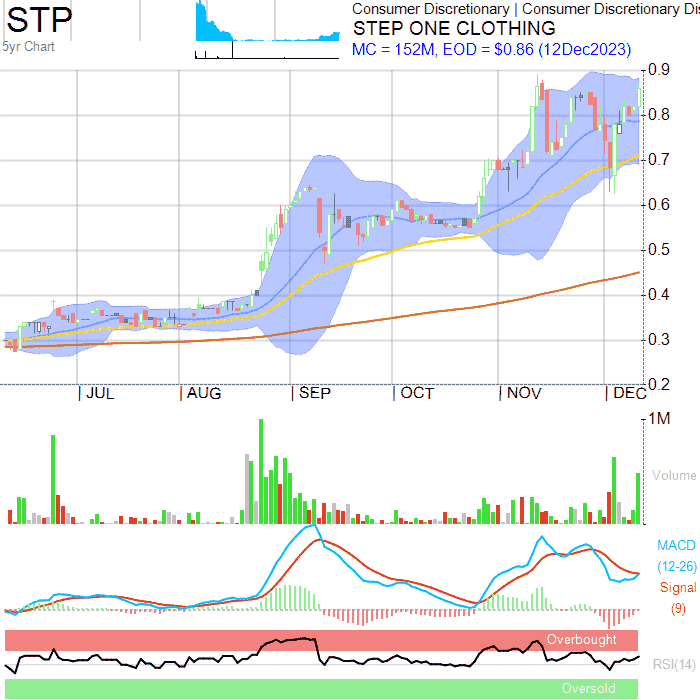 STP
5yr Chart
Consumer Discretionary | Consumer Discretionary Dis
STEP ONE CLOTHING
MC = 152M, EOD = $0.86 (12Dec2023)
0.9
0.8
0.7
0.6
0.5
0.4
0.3
0.2
JUL AUG SEP OCT NOV DEC
1M
Volume
MACD
(12-26)
Signal
(9)
Overbought
RSI(14)
Oversold